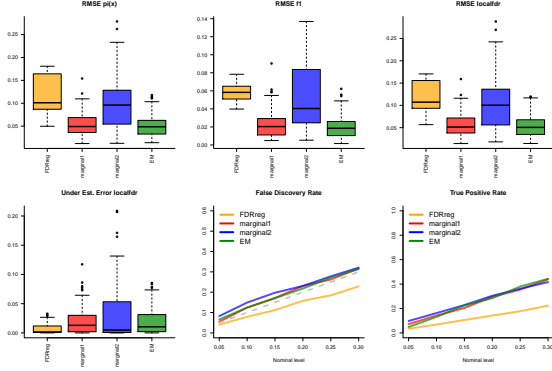 RMSE pi(x)
0.05 0.10 0.15 0.20 0.25
FDRreg marginal1 marginal2 EM
RMSE f1
0.00 0.02 0.04 0.06 0.08 0.10 0.12 0.14
FDRreg marginal1 marginal2 EM
RMSE localfdr
0.05 0.10 0.15 0.20 0.25
FDRreg marginal1 marginal2 EM
Under Est. Error localfdr
0.00 0.05 0.10 0.15 0.20
FDRreg marginal1 marginal2 EM
False Discovery Rate
0.0 0.1 0.2 0.3 0.4 0.5 0.6
FDRreg
marginal1
marginal2
EM
0.05 0.10 0.15 0.20 0.25 0.30
Nominal level
True Positive Rate
0.0 0.2 0.4 0.6 0.8 1.0
FDRreg
marginal1
marginal2
EM
0.05 0.10 0.15 0.20 0.25 0.30
Nominal level